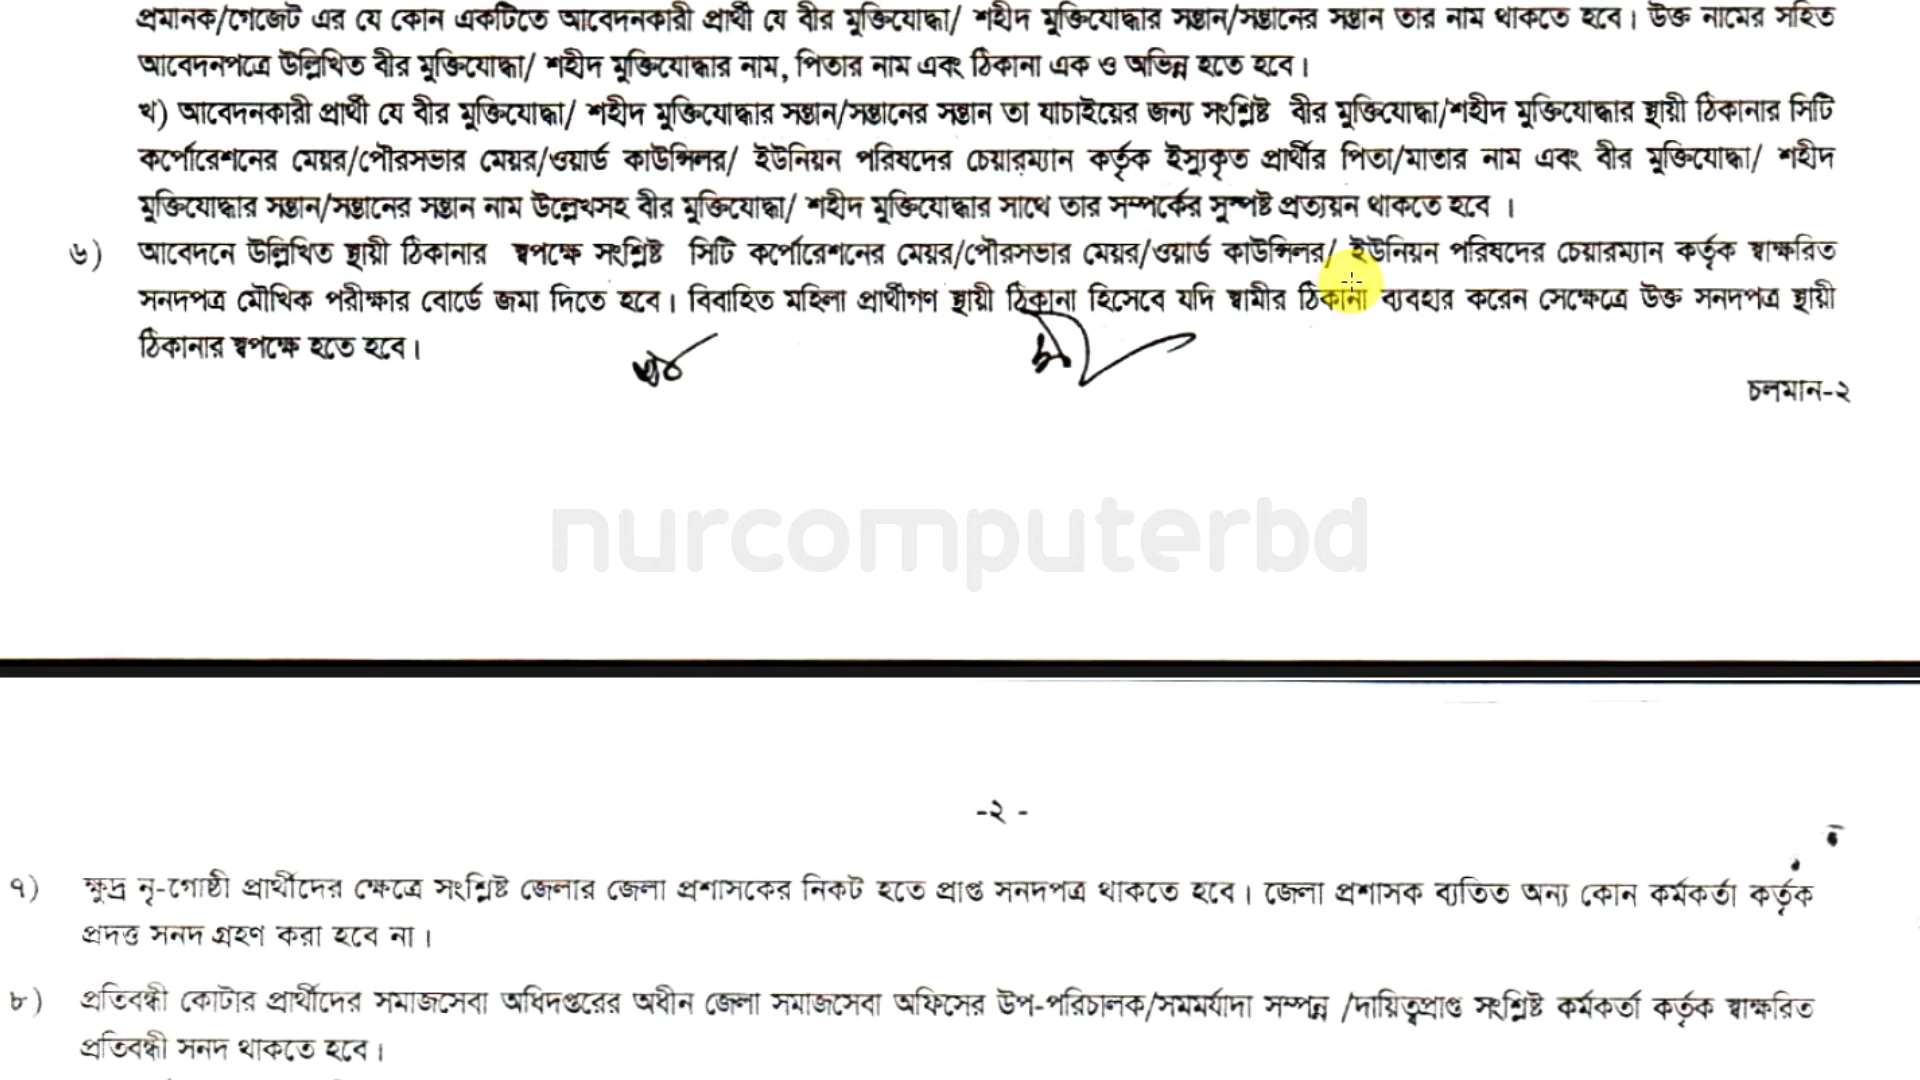 প্রমানক/গেজেট এর যে কোন একটিতে আবেদনকারী প্রার্থী যে বীর মুক্তিযোদ্ধা/ শহীদ মুক্তিযোদ্ধার সন্তান/সন্তানের সন্তান তার নাম থাকতে হবে। উক্ত নামের সহিত
আবেদনপত্রে উল্লিখিত বীর মুক্তিযোদ্ধা/ শহীদ মুক্তিযোদ্ধার নাম, পিতার নাম এবং ঠিকানা এক ও অভিন্ন হতে হবে।
খ) আবেদনকারী প্রার্থী যে বীর মুক্তিযোদ্ধা/ শহীদ মুক্তিযোদ্ধার সন্তান/সন্তানের সন্তান তা যাচাইয়ের জন্য সংশ্লিষ্ট বীর মুক্তিযোদ্ধা/শহীদ মুক্তিযোদ্ধার স্থায়ী ঠিকানার সিটি
কর্পোরেশনের মেয়র/পৌরসভার মেয়র/ওয়ার্ড কাউন্সিলর/ ইউনিয়ন পরিষদের চেয়ারম্যান কর্তৃক ইস্যুকৃত প্রার্থীর পিতা/মাতার নাম এবং বীর মুক্তিযোদ্ধা/ শহীদ
মুক্তিযোদ্ধার সন্তান/সন্তানের সন্তান নাম উল্লেখসহ বীর মুক্তিযোদ্ধা/ শহীদ মুক্তিযোদ্ধার সাথে তার সম্পর্কের সুস্পষ্ট প্রত্যয়ন থাকতে হবে ।
৬) আবেদনে উল্লিখিত স্থায়ী ঠিকানার স্বপক্ষে সংশ্লিষ্ট সিটি কর্পোরেশনের মেয়র/পৌরসভার মেয়র/ওয়ার্ড কাউন্সিলর/ ইউনিয়ন পরিষদের চেয়ারম্যান কর্তৃক স্বাক্ষরিত
সনদপত্র মৌখিক পরীক্ষার বোর্ডে জমা দিতে হবে। বিবাহিত মহিলা প্রার্থীগণ স্থায়ী ঠিকানা হিসেবে যদি স্বামীর ঠিকানা ব্যবহার করেন সেক্ষেত্রে উক্ত সনদপত্র স্থায়ী
ঠিকানার স্বপক্ষে হতে হবে।
চলমান-২
nurcomputerbd
-২ -
৭) ক্ষুদ্র নৃ-গোষ্ঠী প্রার্থীদের ক্ষেত্রে সংশ্লিষ্ট জেলার জেলা প্রশাসকের নিকট হতে প্রাপ্ত সনদপত্র থাকতে হবে। জেলা প্রশাসক ব্যতিত অন্য কোন কর্মকর্তা কর্তৃক
প্রদত্ত সনদ গ্রহণ করা হবে না।
৮) প্রতিবন্ধী কোটার প্রার্থীদের সমাজসেবা অধিদপ্তরের অধীন জেলা সমাজসেবা অফিসের উপ-পরিচালক/সমমর্যাদা সম্পন্ন /দায়িত্বপ্রাপ্ত সংশ্লিষ্ট কর্মকর্তা কর্তৃক স্বাক্ষরিত
প্রতিবন্ধী সনদ থাকতে হবে।